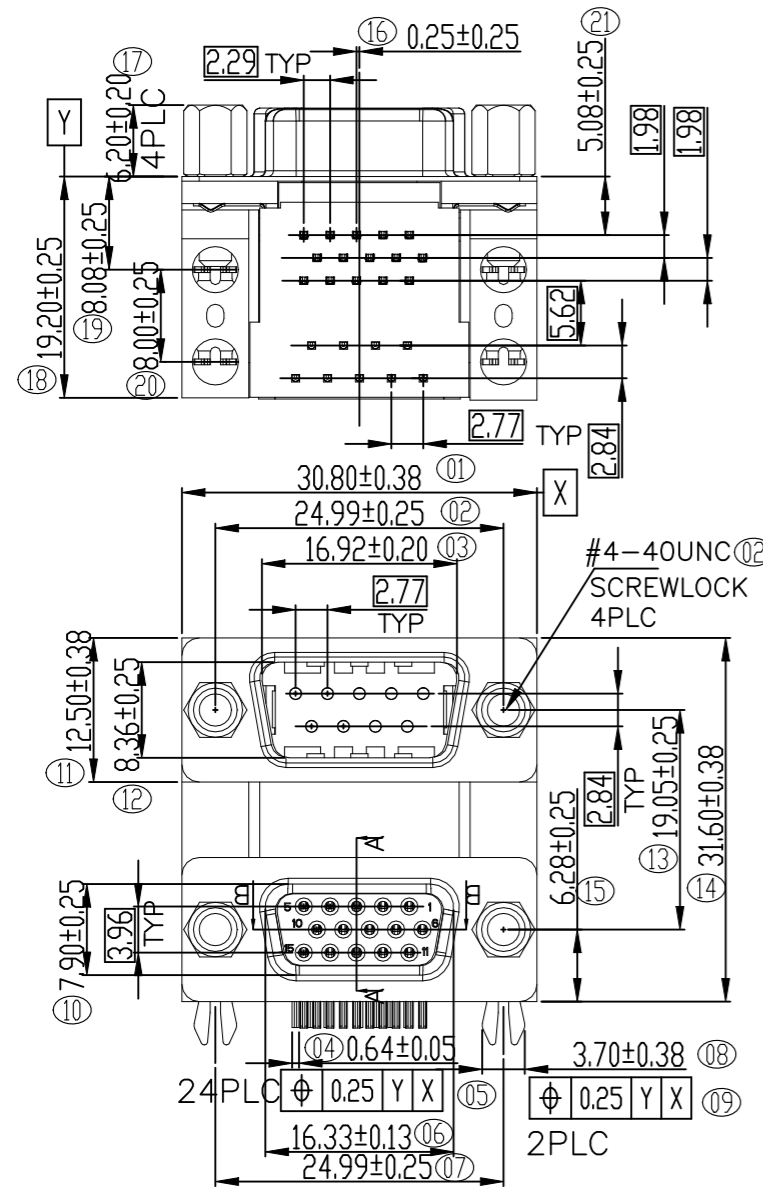 16 0.25±0.25
21
2.29 TYP
17
6.20±0.20
4PLC
Y
5.08±0.25
1.98
1.98
19.20±0.25
18
8.08±0.25
19
8.00±0.25
20
5.62
2.77 TYP
2.84
30.80±0.38 01
X
24.99±0.25 02
16.92±0.20 03
2.77
TYP
#4-40UNC 02
SCREWLOCK
4PLC
12.50±0.38
11
8.36±0.25
12
2.84
TYP
19.05±0.25
13
31.60±0.38
14
6.28±0.25
15
A
B
B
7.90±0.25
10
3.96
TYP
5
1
10
6
15
11
A
04 0.64±0.05
24PLC ⌖ 0.25 Y X 05
3.70±0.38 08
⌖ 0.25 Y X 09
2PLC
16.33±0.13 06
24.99±0.25 07